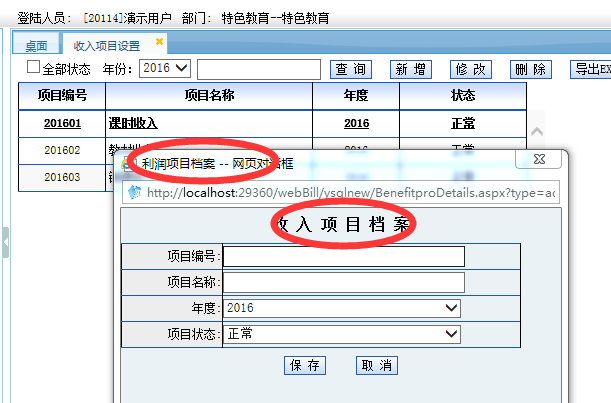 登陆人员： [20114]演示用户 部门： 特色教育--特色教育
桌面 收入项目设置
全部状态 年份: 2016 查 询 新 增 修 改 删 除 导出EX
项目编号 项目名称 年度 状态
201601 课时收入 2016 正常
201602
201603
利润项目档案 -- 网页对话框
http://localhost:29360/webBill/ysglnew/BenefitproDetails.aspx?type=ac
收 入 项 目 档 案
项目编号:
项目名称:
年度: 2016
项目状态: 正常
保 存 取 消